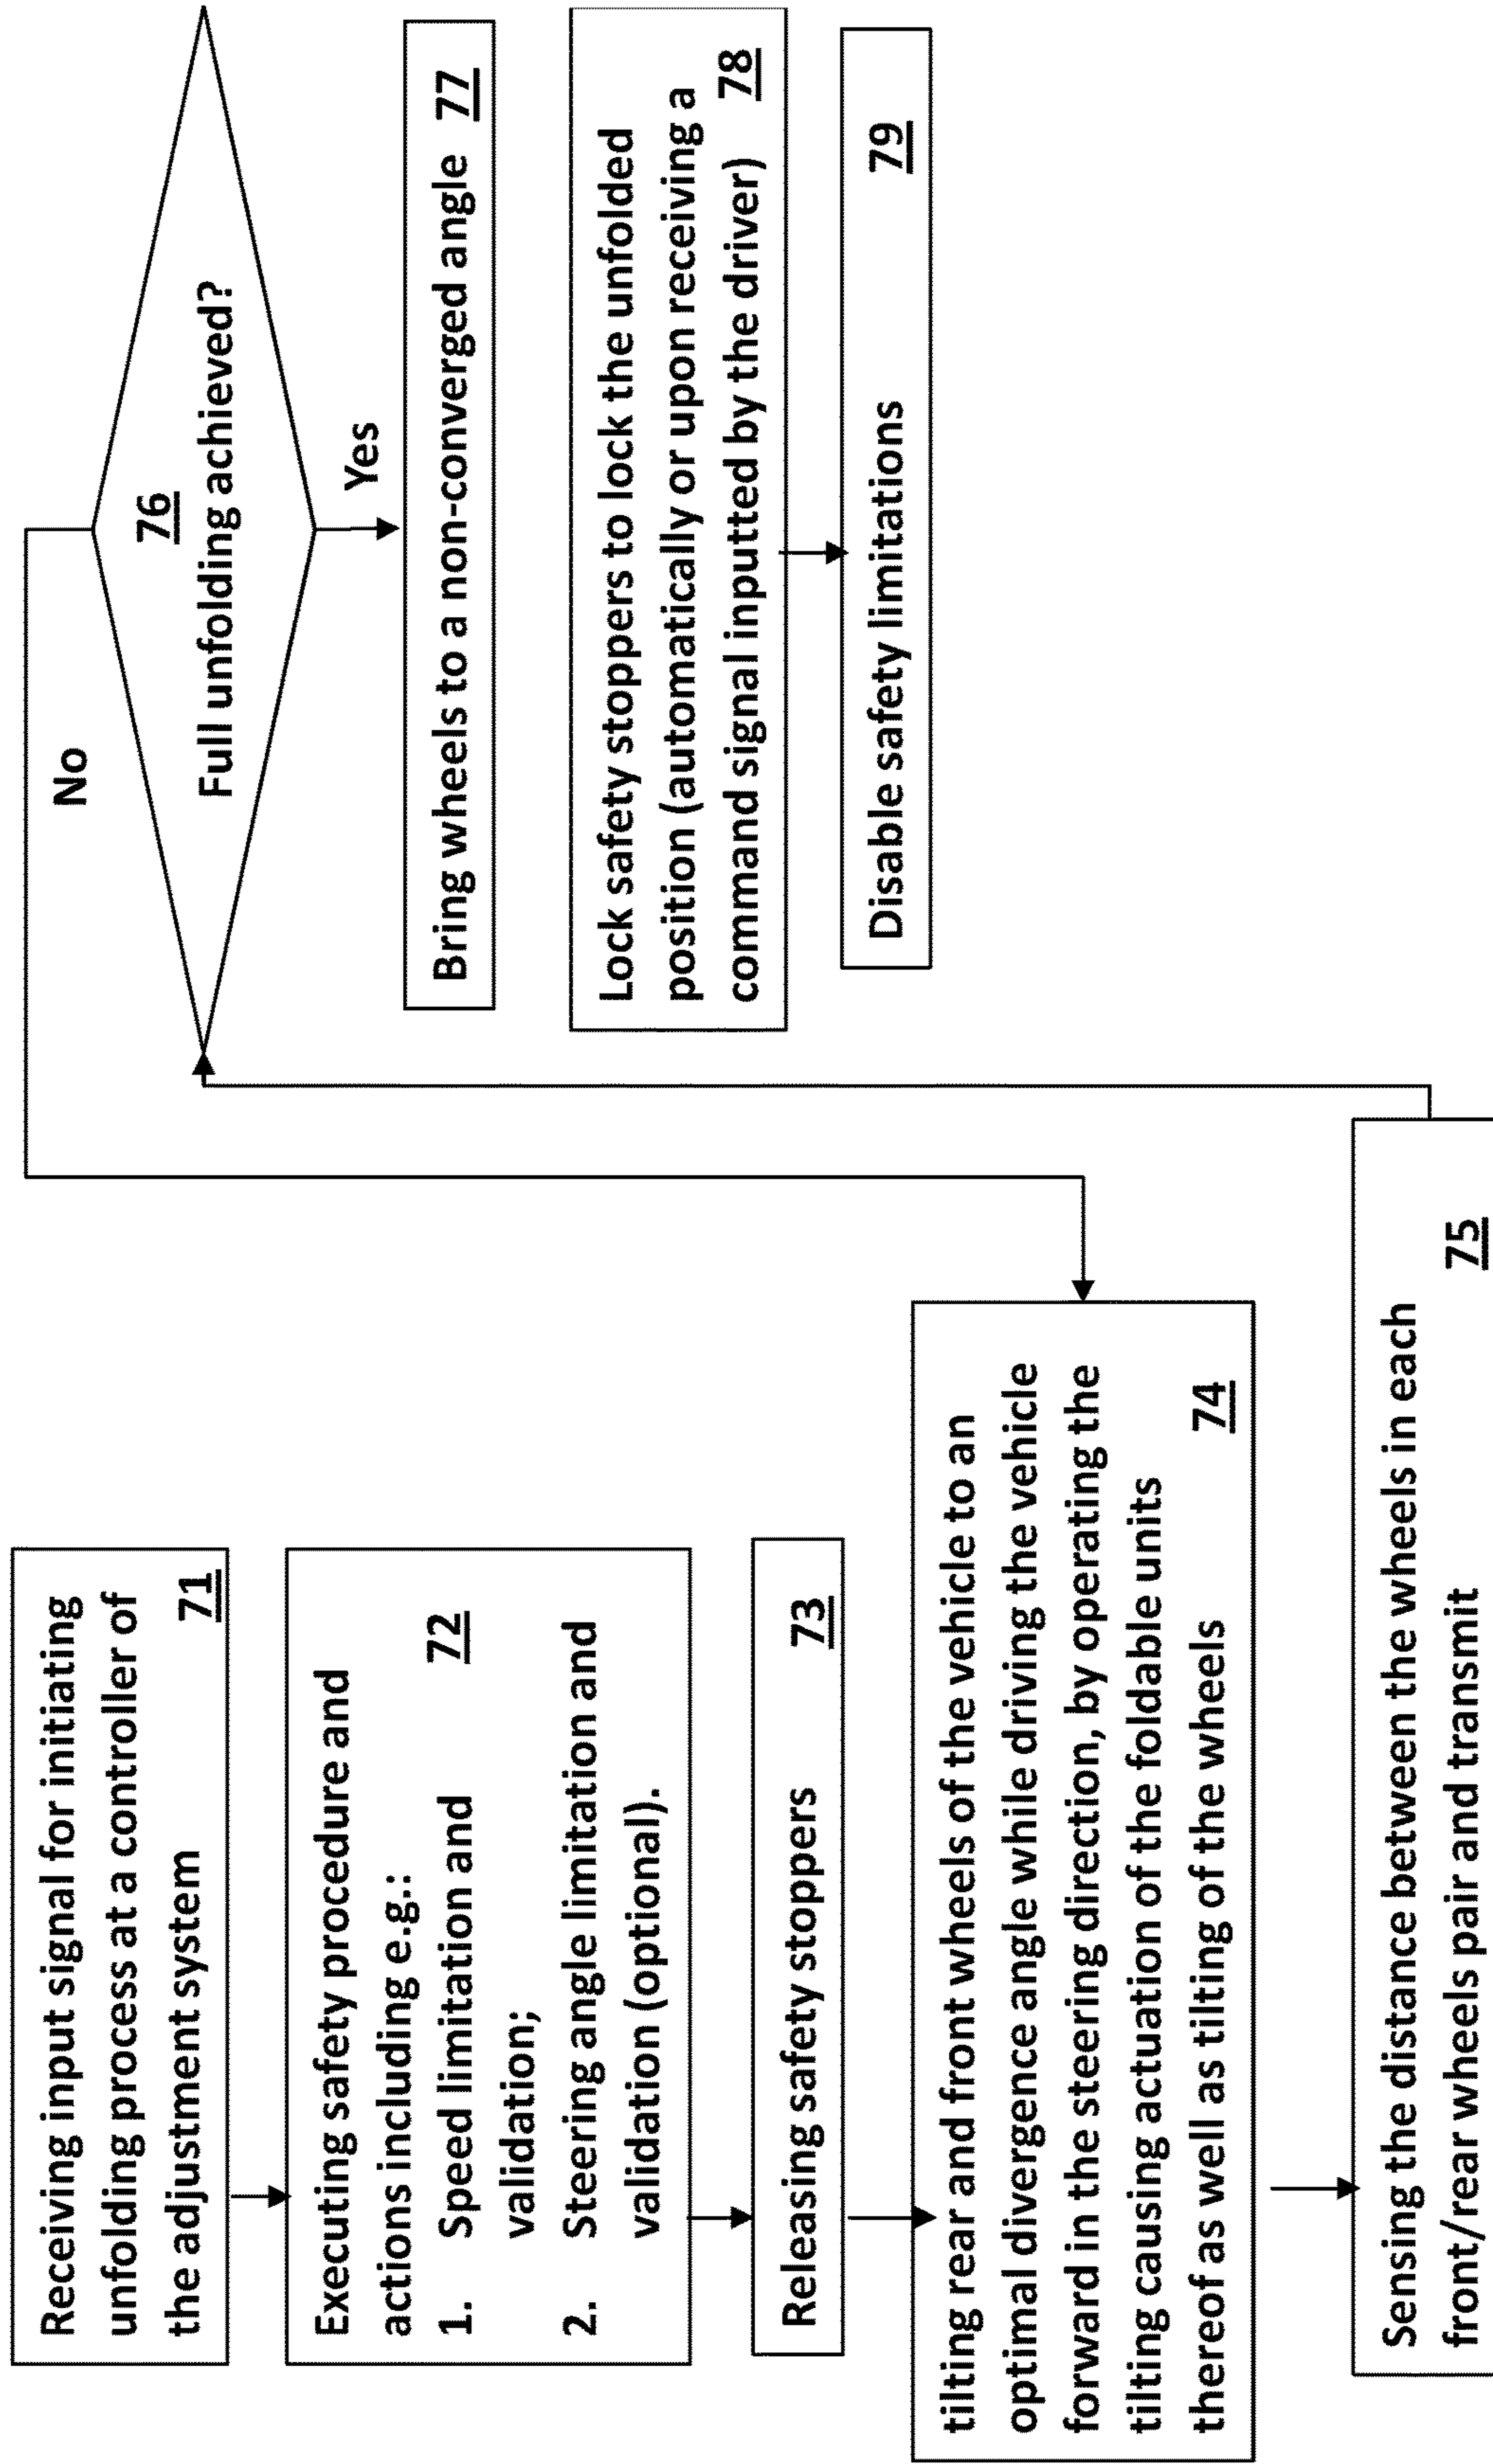 Receiving input signal for initiating
unfolding process at a controller of
the adjustment system
71
Executing safety procedure and
actions including e.g.:
72
1. Speed limitation and
validation;
2. Steering angle limitation and
validation (optional).
Releasing safety stoppers
73
tilting rear and front wheels of the vehicle to an
optimal divergence angle while driving the vehicle
forward in the steering direction, by operating the
tilting causing actuation of the foldable units
thereof as well as tilting of the wheels
74
Sensing the distance between the wheels in each
front/rear wheels pair and transmit
75
No
76
Full unfolding achieved?
Yes
Bring wheels to a non-converged angle 77
Lock safety stoppers to lock the unfolded
position (automatically or upon receiving a
command signal inputted by the driver)
78
Disable safety limitations
79